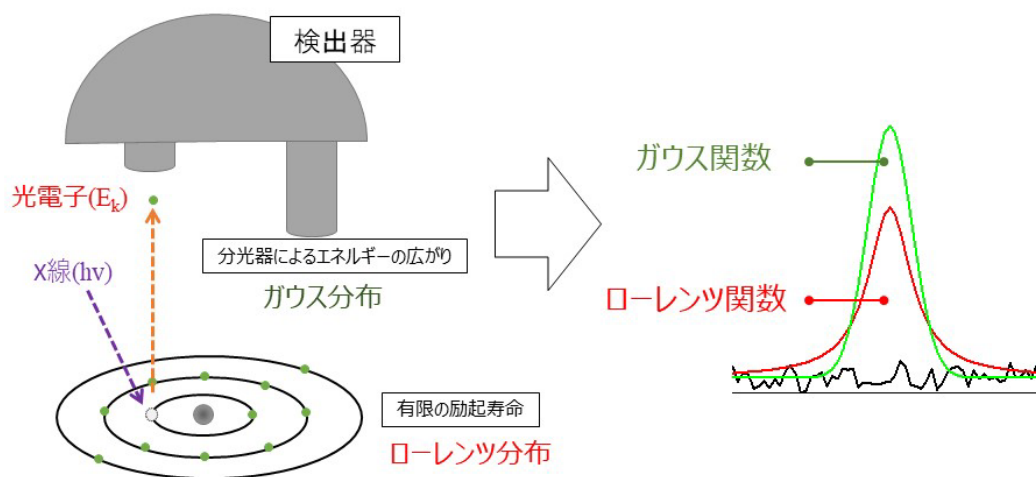 検出器
光電子(Ek)
X線(hv)
分光器によるエネルギーの広がり
ガウス分布
有限の励起寿命
ローレンツ分布
ガウス関数
ローレンツ関数